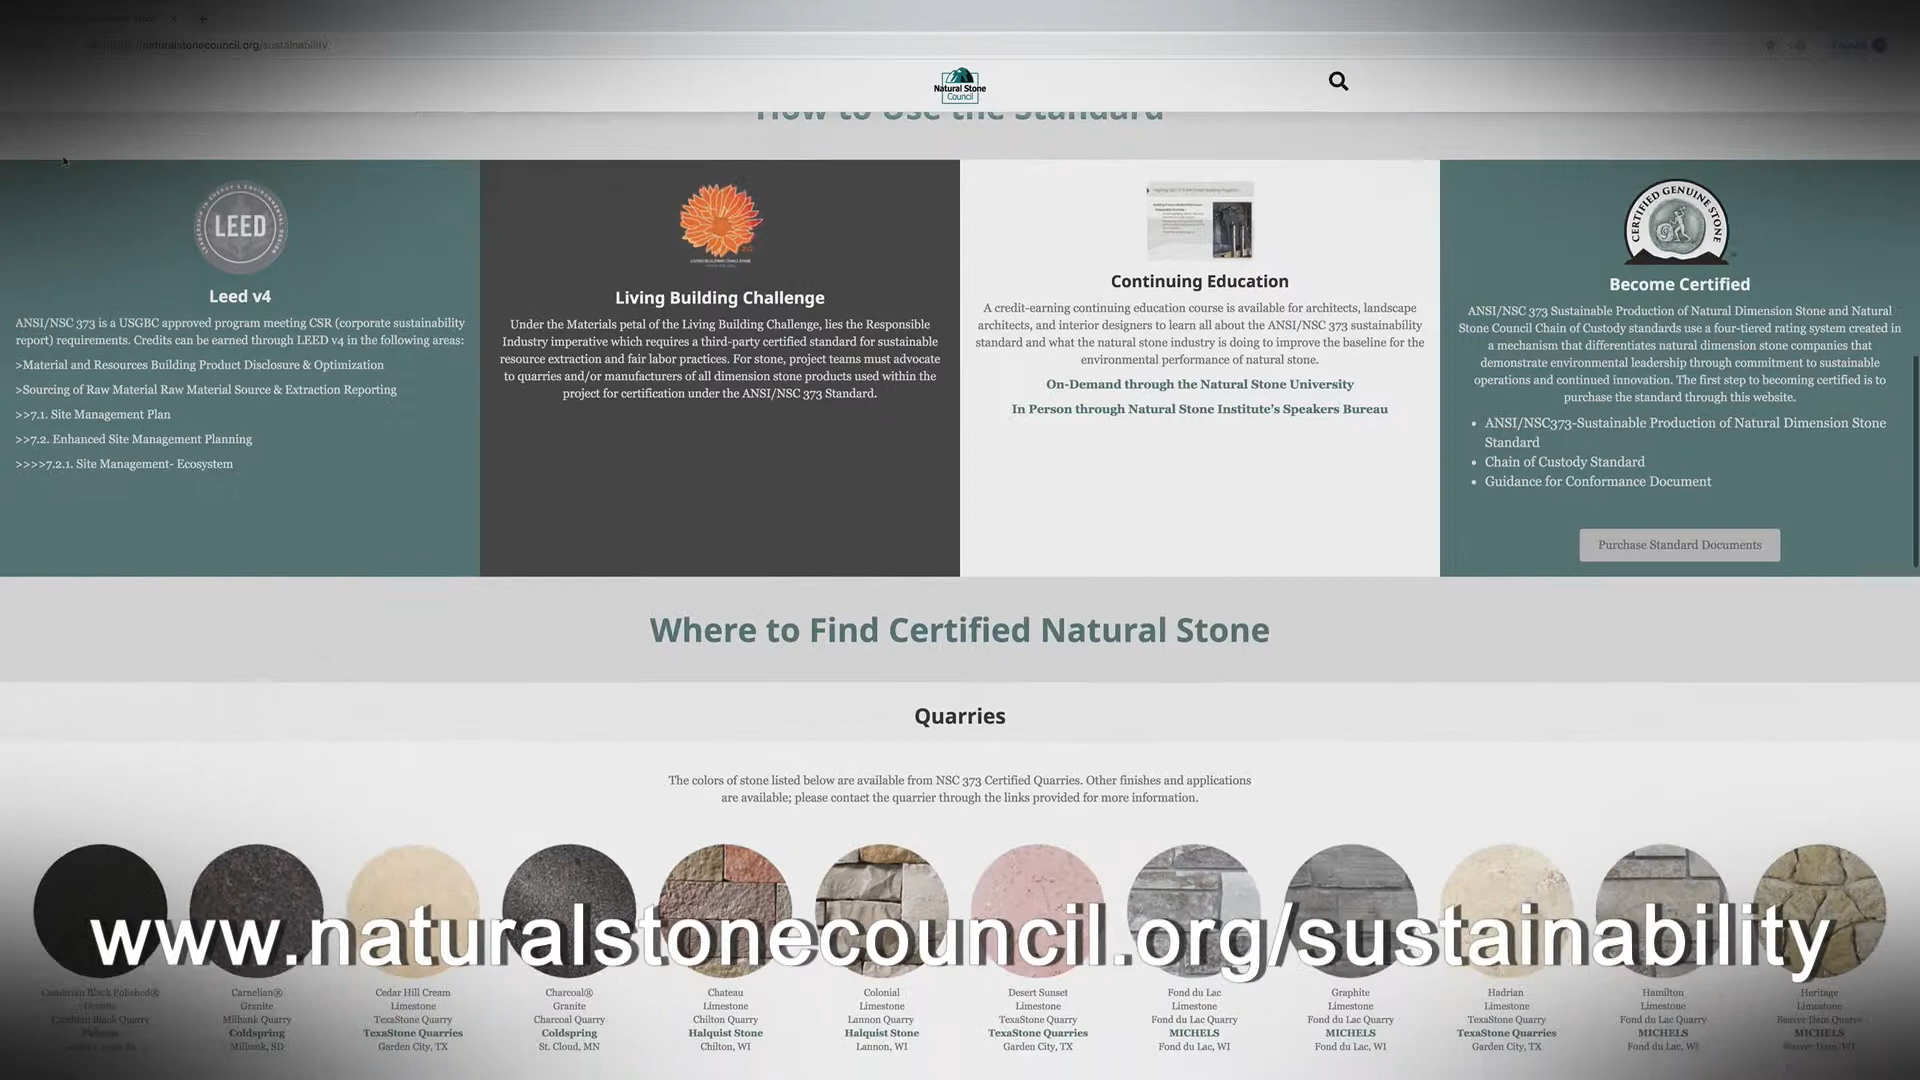 naturalstonecouncil.org/sustainability/
Natural Stone
Council
How to Use the Standard
LEADERSHIP IN ENERGY & ENVIRONMENTAL DESIGN
LEED
Leed v4
ANSI/NSC 373 is a USGBC approved program meeting CSR (corporate sustainability
report) requirements. Credits can be earned through LEED v4 in the following areas:
>Material and Resources Building Product Disclosure & Optimization
>Sourcing of Raw Material Raw Material Source & Extraction Reporting
>>7.1. Site Management Plan
>>7.2. Enhanced Site Management Planning
>>>>7.2.1. Site Management- Ecosystem
LIVING BUILDING CHALLENGE
Living Building Challenge
Under the Materials petal of the Living Building Challenge, lies the Responsible
Industry imperative which requires a third-party certified standard for sustainable
resource extraction and fair labor practices. For stone, project teams must advocate
to quarries and/or manufacturers of all dimension stone products used within the
project for certification under the ANSI/NSC 373 Standard.
Continuing Education
A credit-earning continuing education course is available for architects, landscape
architects, and interior designers to learn all about the ANSI/NSC 373 sustainability
standard and what the natural stone industry is doing to improve the baseline for the
environmental performance of natural stone.
On-Demand through the Natural Stone University
In Person through Natural Stone Institute's Speakers Bureau
CERTIFIED GENUINE STONE
Become Certified
ANSI/NSC 373 Sustainable Production of Natural Dimension Stone and Natural
Stone Council Chain of Custody standards use a four-tiered rating system created in
a mechanism that differentiates natural dimension stone companies that
demonstrate environmental leadership through commitment to sustainable
operations and continued innovation. The first step to becoming certified is to
purchase the standard through this website.
• ANSI/NSC373-Sustainable Production of Natural Dimension Stone
Standard
• Chain of Custody Standard
• Guidance for Conformance Document
Purchase Standard Documents
Where to Find Certified Natural Stone
Quarries
The colors of stone listed below are available from NSC 373 Certified Quarries. Other finishes and applications
are available; please contact the quarrier through the links provided for more information.
www.naturalstonecouncil.org/sustainability
Cambrian Black Polished®
Granite
Cambrian Black Quarry
Carnelian®
Granite
Milbank Quarry
Coldspring
Milbank, SD
Cedar Hill Cream
Limestone
TexaStone Quarry
TexaStone Quarries
Garden City, TX
Charcoal®
Granite
Charcoal Quarry
Coldspring
St. Cloud, MN
Chateau
Limestone
Chilton Quarry
Halquist Stone
Chilton, WI
Colonial
Limestone
Lannon Quarry
Halquist Stone
Lannon, WI
Desert Sunset
Limestone
TexaStone Quarry
TexaStone Quarries
Garden City, TX
Fond du Lac
Limestone
Fond du Lac Quarry
MICHELS
Fond du Lac, WI
Graphite
Limestone
Fond du Lac Quarry
MICHELS
Fond du Lac, WI
Hadrian
Limestone
TexaStone Quarry
TexaStone Quarries
Garden City, TX
Hamilton
Limestone
Fond du Lac Quarry
MICHELS
Fond du Lac, WI
Heritage
Limestone
Beaver Dam Quarry
MICHELS
Beaver Dam, WI